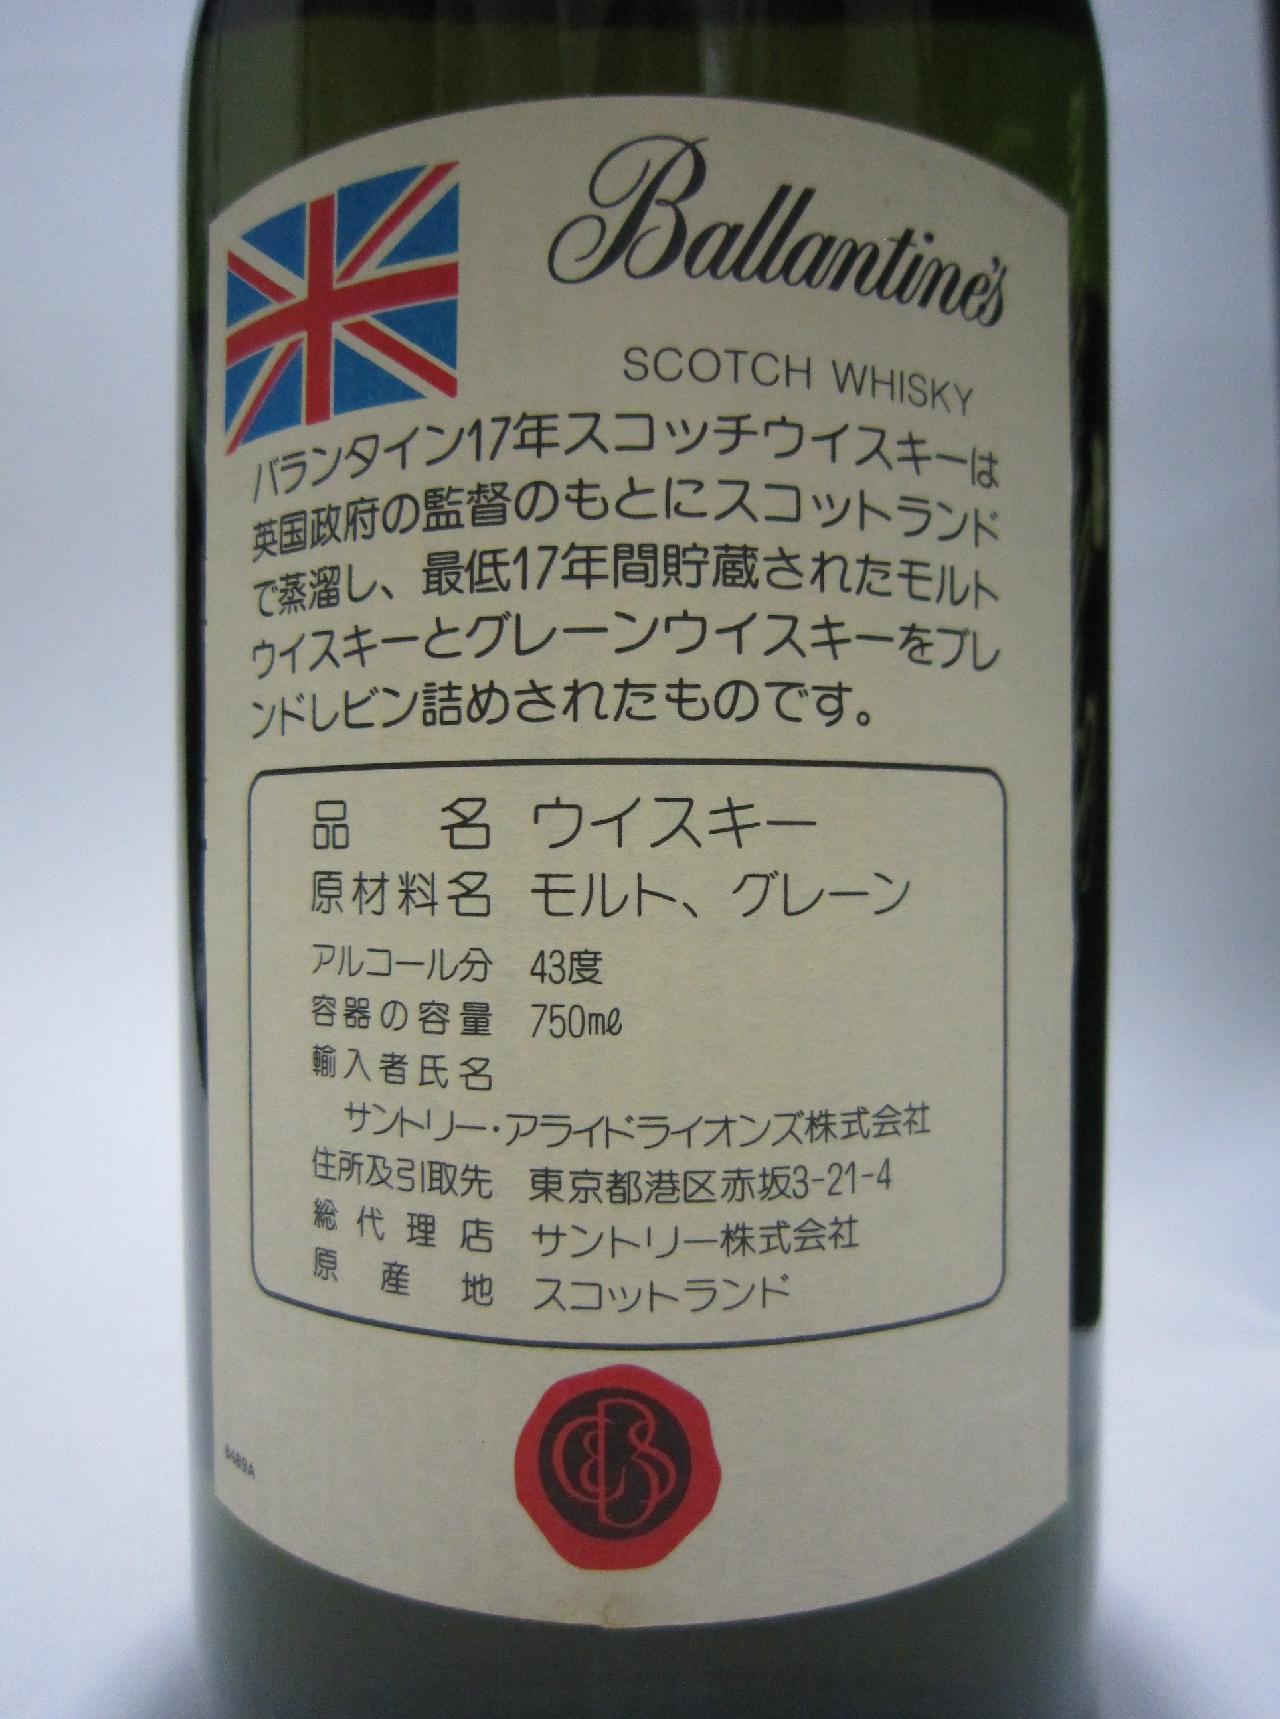 Ballantine's
SCOTCH WHISKY
バランタイン17年スコッチウイスキーは
英国政府の監督のもとにスコットランド
で蒸溜し、最低17年間貯蔵されたモルト
ウイスキーとグレーンウイスキーをブレ
ンドしビン詰めされたものです。
品名 ウイスキー
原材料名 モルト、グレーン
アルコール分 43度
容器の容量 750mℓ
輸入者氏名
サントリー・アライドライオンズ株式会社
住所及引取先 東京都港区赤坂3-21-4
総代理店 サントリー株式会社
原産地 スコットランド